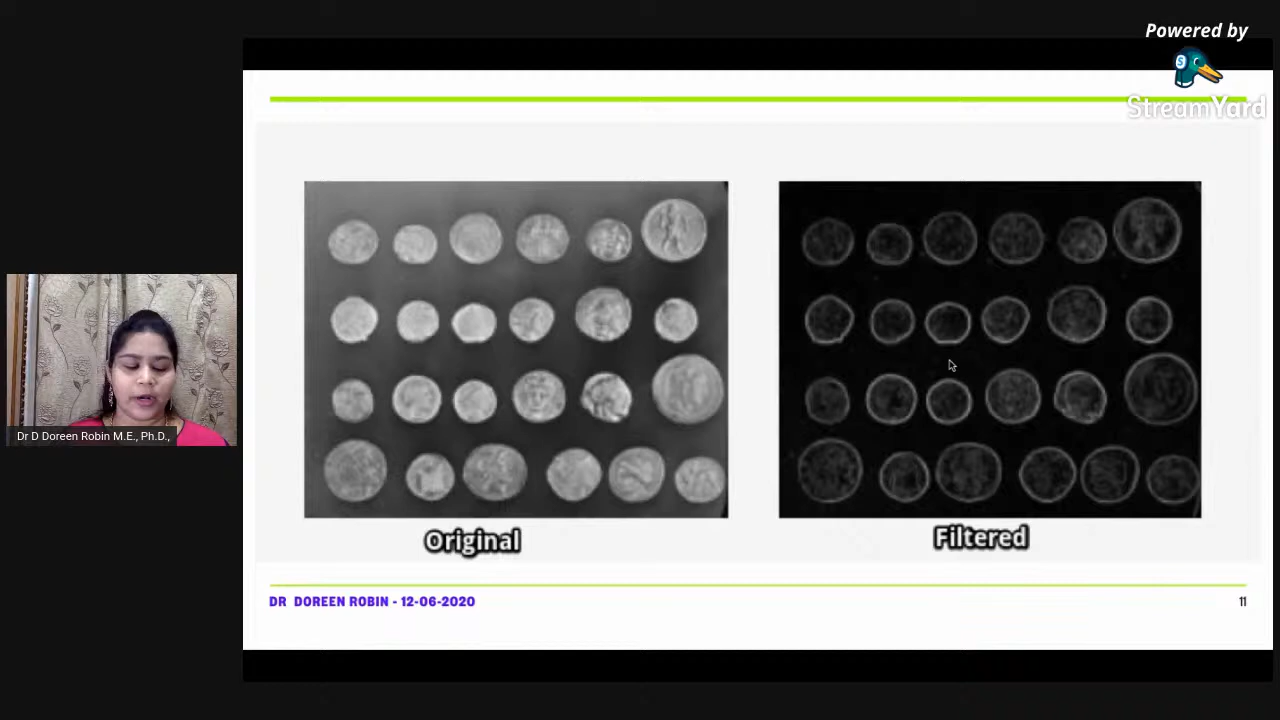 Powered by
StreamYard
Original
Filtered
Dr D Doreen Robin M.E., Ph.D.,
DR DOREEN ROBIN - 12-06-2020
11